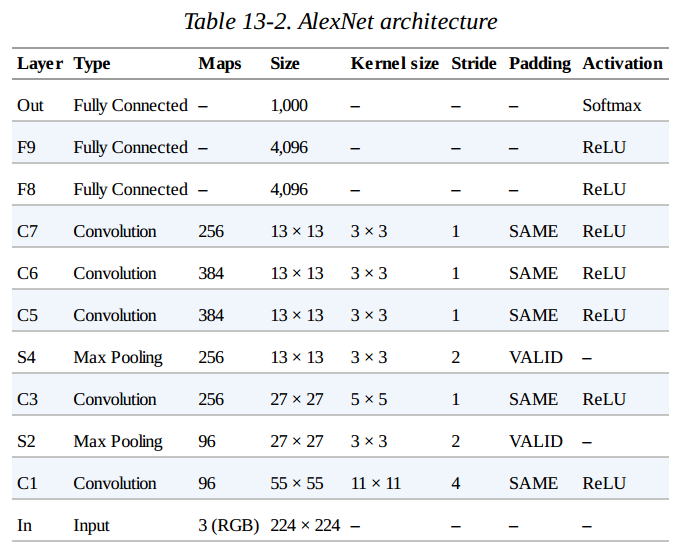 Table 13-2. AlexNet architecture
Layer Type Maps Size Kernel size Stride Padding Activation
Out Fully Connected – 1,000 – – – Softmax
F9 Fully Connected – 4,096 – – – ReLU
F8 Fully Connected – 4,096 – – – ReLU
C7 Convolution 256 13 × 13 3 × 3 1 SAME ReLU
C6 Convolution 384 13 × 13 3 × 3 1 SAME ReLU
C5 Convolution 384 13 × 13 3 × 3 1 SAME ReLU
S4 Max Pooling 256 13 × 13 3 × 3 2 VALID –
C3 Convolution 256 27 × 27 5 × 5 1 SAME ReLU
S2 Max Pooling 96 27 × 27 3 × 3 2 VALID –
C1 Convolution 96 55 × 55 11 × 11 4 SAME ReLU
In Input 3 (RGB) 224 × 224 – – – –